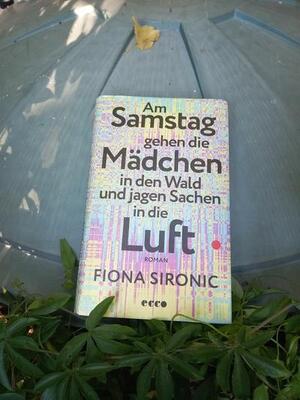 Am
Samstag
gehen die
Mädchen
in den Wald
und jagen Sachen
in die
Luft.
ROMAN
FIONA SIRONIC
ecco